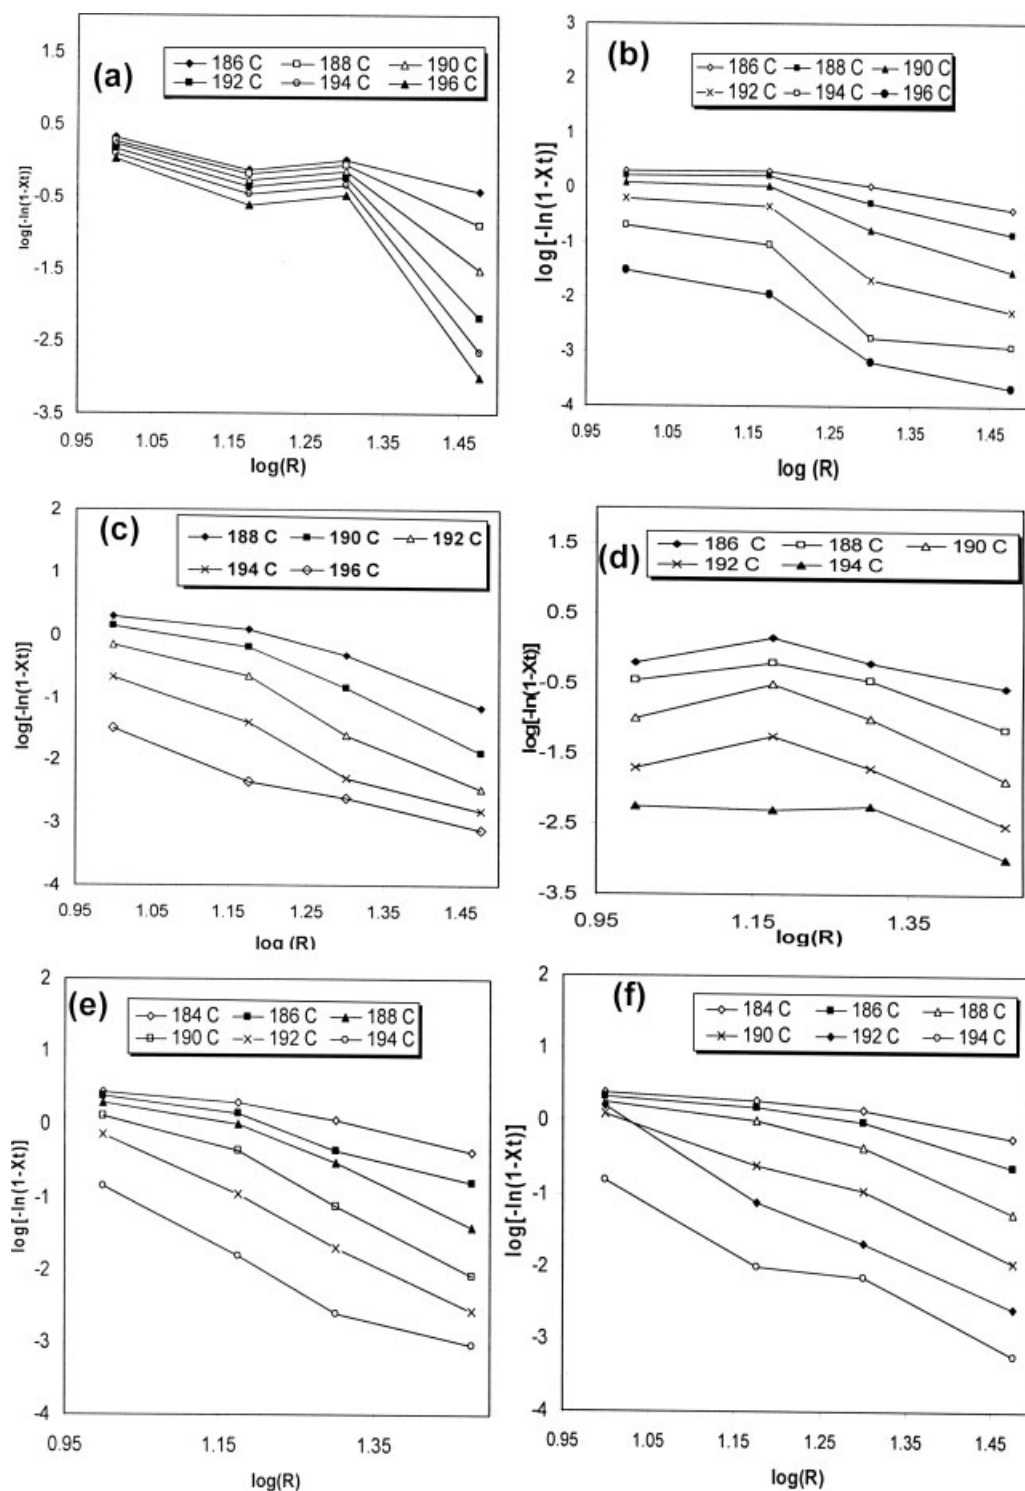 (a)
186 C 188 C 190 C
192 C 194 C 196 C
1.5
0.5
-0.5
-1.5
-2.5
-3.5
log[-ln(1-Xt)]
0.95 1.05 1.15 1.25 1.35 1.45
log(R)
(b)
186 C 188 C 190 C
192 C 194 C 196 C
3
2
1
0
-1
-2
-3
-4
log[-ln(1-Xt)]
0.95 1.05 1.15 1.25 1.35 1.45
log (R)
(c)
188 C 190 C 192 C
194 C 196 C
2
1
0
-1
-2
-3
-4
log[-ln(1-Xt)]
0.95 1.05 1.15 1.25 1.35 1.45
log (R)
(d)
186 C 188 C 190 C
192 C 194 C
1.5
0.5
-0.5
-1.5
-2.5
-3.5
log[-ln(1-Xt)]
0.95 1.15 1.35
log(R)
(e)
184 C 186 C 188 C
190 C 192 C 194 C
2
1
0
-1
-2
-3
-4
log[-ln(1-Xt)]
0.95 1.15 1.35
log(R)
(f)
184 C 186 C 188 C
190 C 192 C 194 C
2
1
0
-1
-2
-3
-4
log[-ln(1-Xt)]
0.95 1.05 1.15 1.25 1.35 1.45
log(R)